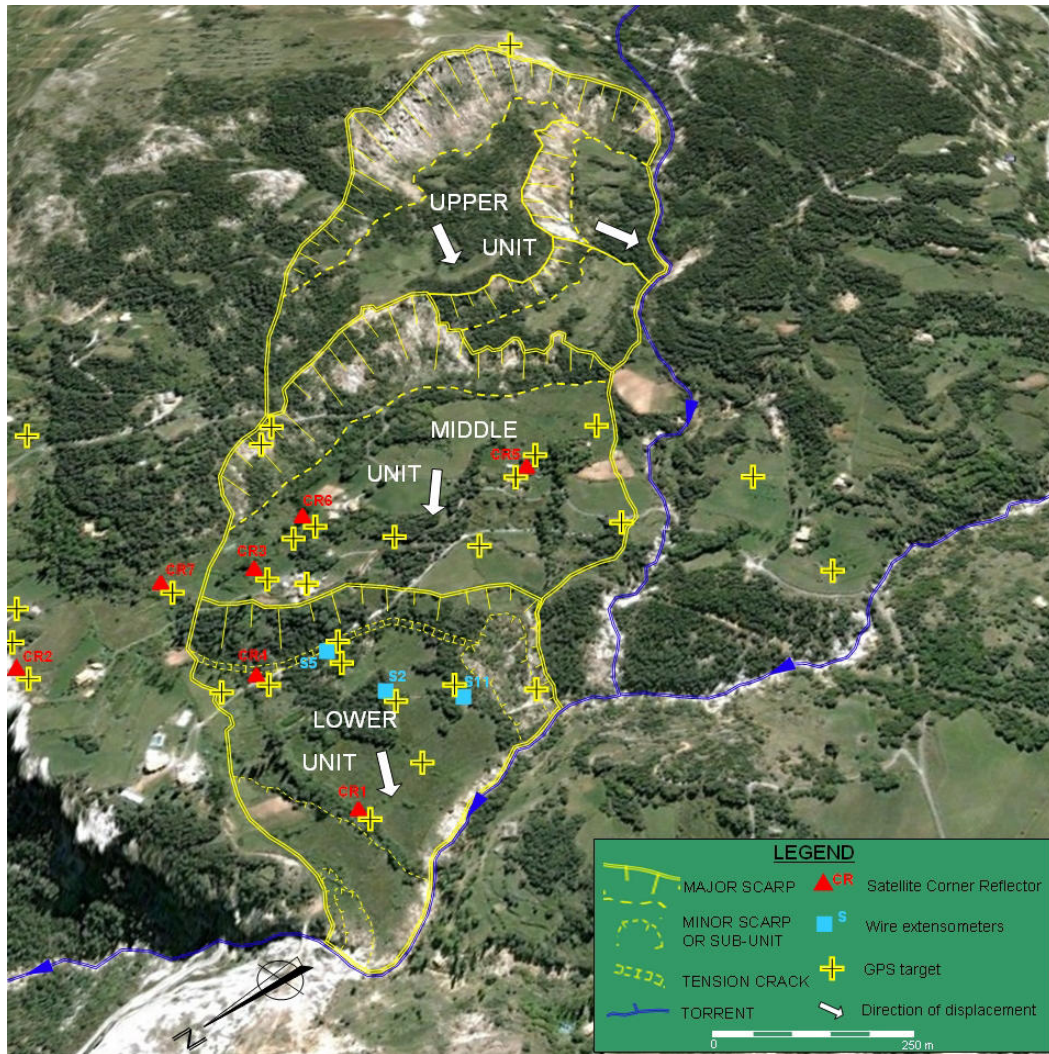 UPPER
UNIT
MIDDLE
UNIT
CR5
CR6
CR3
CR7
CR2
CR4
S5
S2
S11
LOWER
UNIT
CR1
N
LEGEND
MAJOR SCARP
CR
Satellite Corner Reflector
MINOR SCARP
OR SUB-UNIT
S
Wire extensometers
TENSION CRACK
GPS target
TORRENT
Direction of displacement
0
250 m